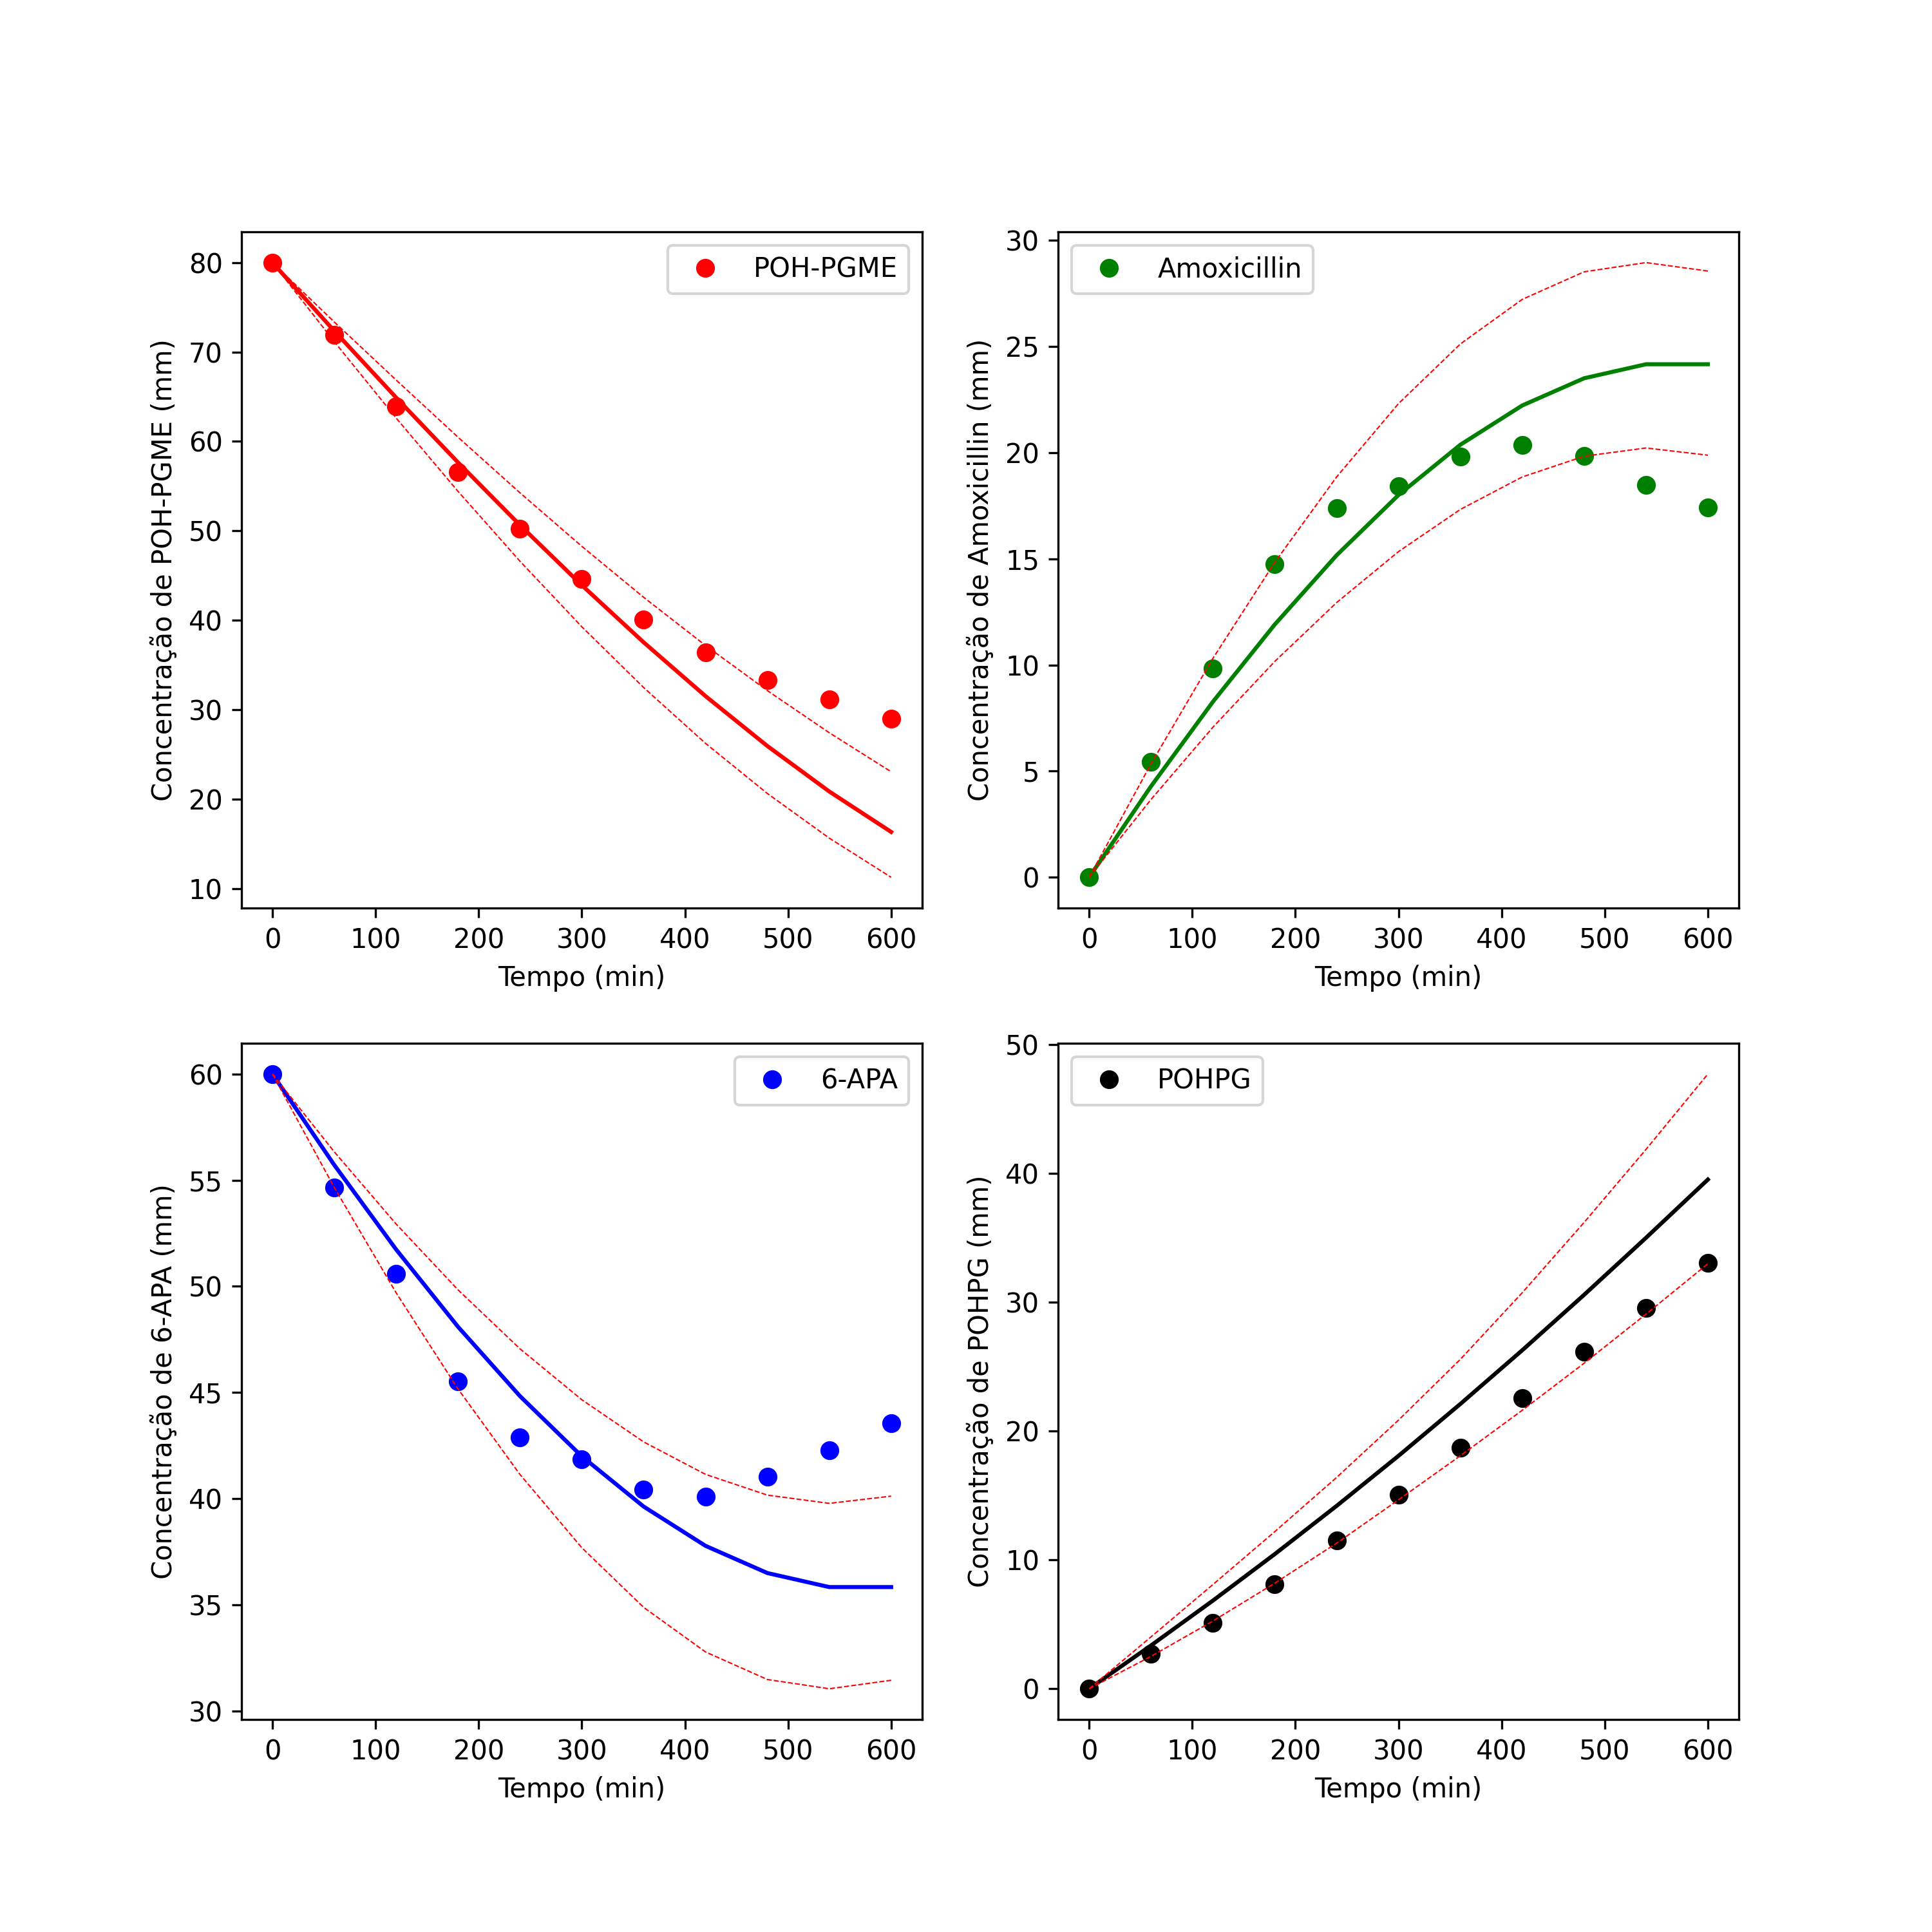 POH-PGME
Concentração de POH-PGME (mm)
80
70
60
50
40
30
20
10
0 100 200 300 400 500 600
Tempo (min)
Amoxicillin
Concentração de Amoxicillin (mm)
30
25
20
15
10
5
0
0 100 200 300 400 500 600
Tempo (min)
6-APA
Concentração de 6-APA (mm)
60
55
50
45
40
35
30
0 100 200 300 400 500 600
Tempo (min)
POHPG
Concentração de POHPG (mm)
50
40
30
20
10
0
0 100 200 300 400 500 600
Tempo (min)